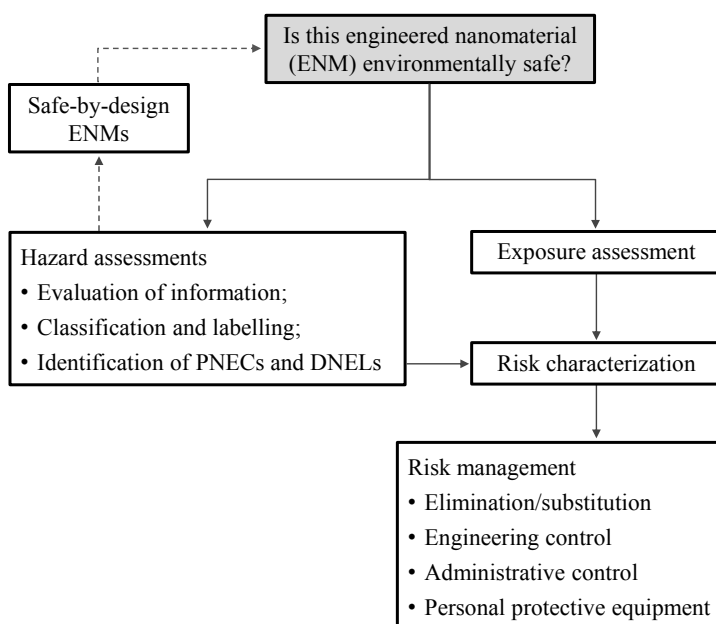 Is this engineered nanomaterial
(ENM) environmentally safe?
Safe-by-design
ENMs
Hazard assessments
• Evaluation of information;
• Classification and labelling;
• Identification of PNECs and DNELs
Exposure assessment
Risk characterization
Risk management
• Elimination/substitution
• Engineering control
• Administrative control
• Personal protective equipment